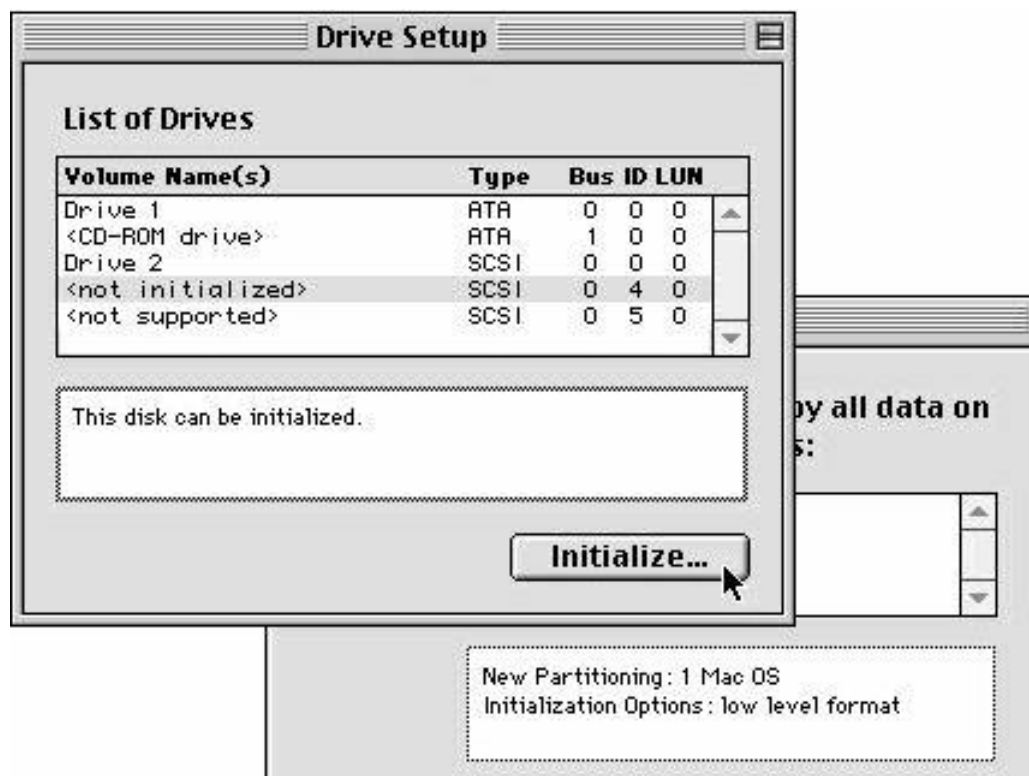 Drive Setup
List of Drives
Volume Name(s) Type Bus ID LUN
Drive 1 ATA 0 0 0
<CD-ROM drive> ATA 1 0 0
Drive 2 SCSI 0 0 0
<not initialized> SCSI 0 4 0
<not supported> SCSI 0 5 0
This disk can be initialized.
Initialize...
oy all data on
s:
New Partitioning: 1 Mac OS
Initialization Options: low level format